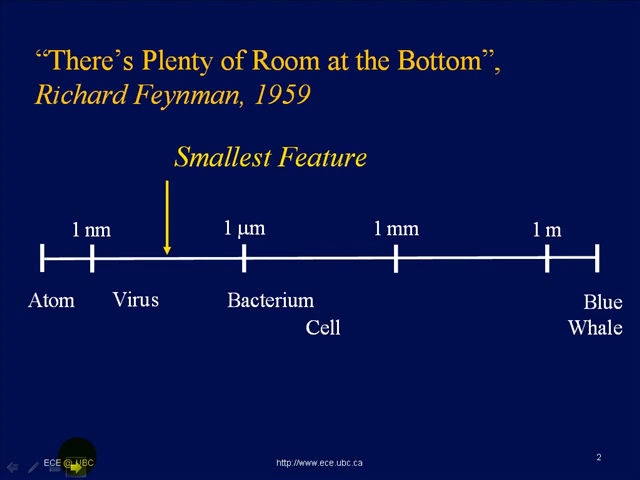 “There’s Plenty of Room at the Bottom”,
Richard Feynman, 1959
Smallest Feature
1 nm 1 μm 1 mm 1 m
Atom Virus Bacterium Blue
Cell Whale
ECE @ UBC http://www.ece.ubc.ca 2